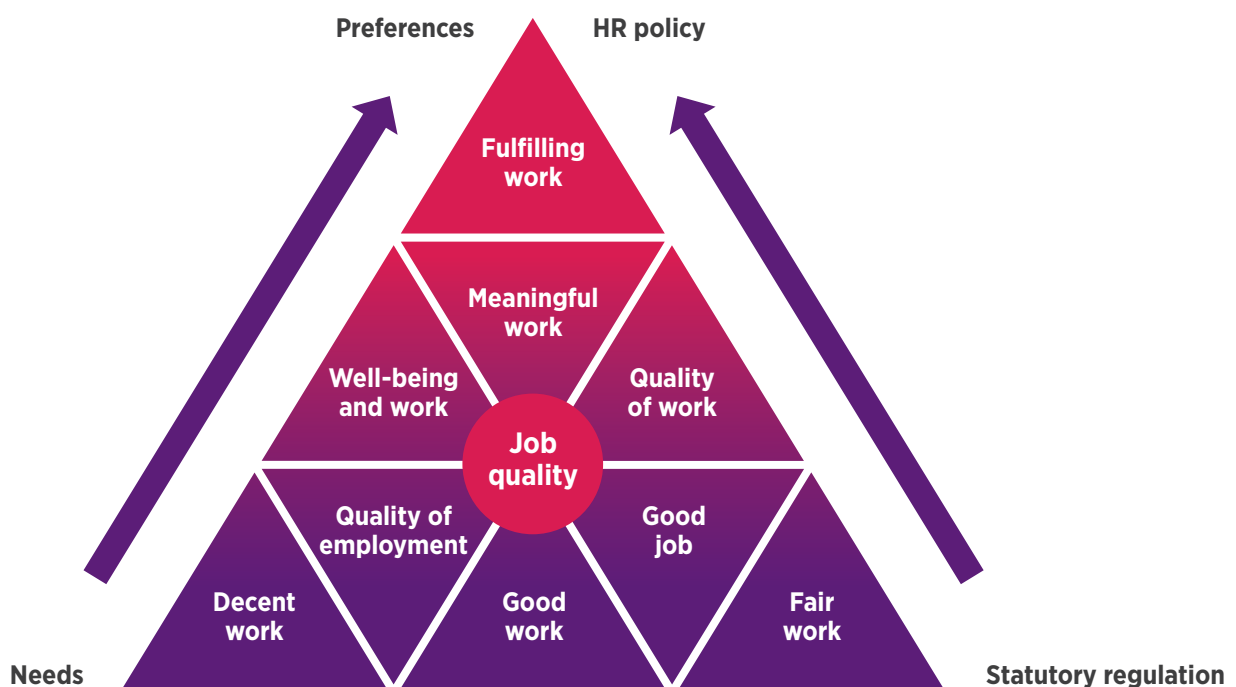 Preferences
HR policy
Fulfilling
work
Meaningful
work
Well-being
and work
Quality
of work
Job
quality
Quality of
employment
Good
job
Decent
work
Good
work
Fair
work
Needs
Statutory regulation